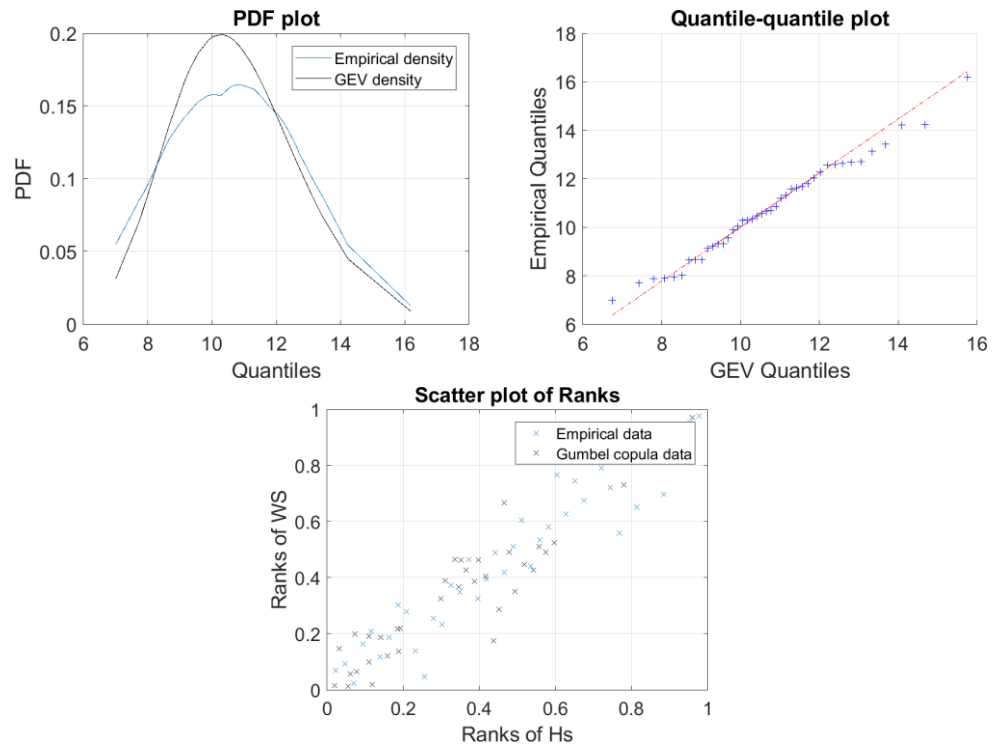 PDF plot
0.2
0.15
0.1
0.05
0
PDF
6
8
10
12
14
16
18
Quantiles
Empirical density
GEV density
Quantile-quantile plot
18
16
14
12
10
8
6
Empirical Quantiles
6
8
10
12
14
16
GEV Quantiles
Scatter plot of Ranks
1
0.8
0.6
0.4
0.2
0
Ranks of WS
0
0.2
0.4
0.6
0.8
1
Ranks of Hs
Empirical data
Gumbel copula data